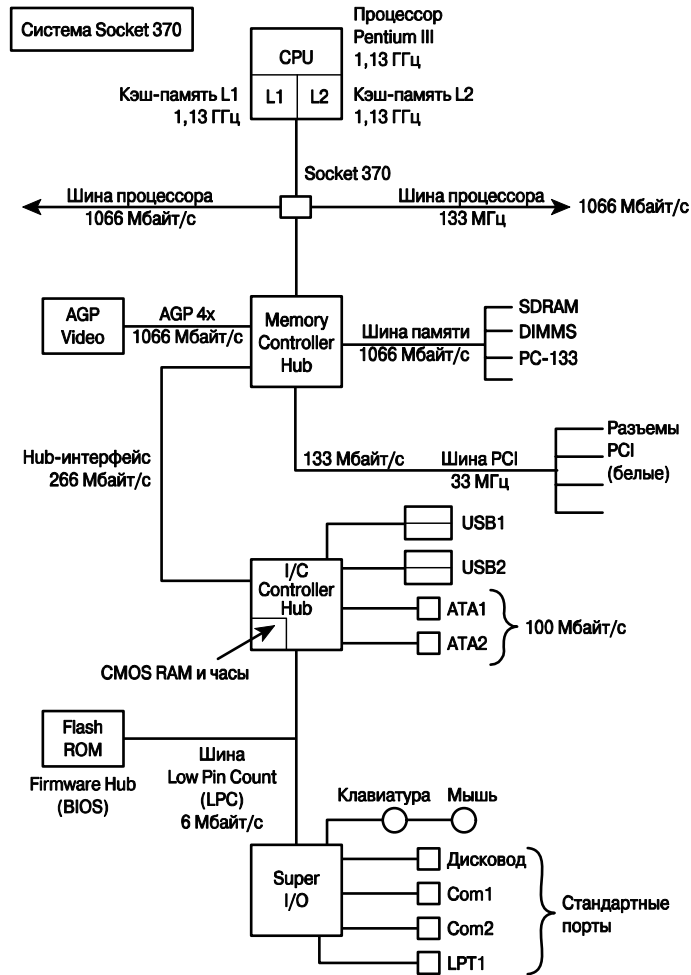 Система Socket 370
Процессор
Pentium III
1,13 ГГц
CPU
L1
L2
Кэш-память L1
1,13 ГГц
Кэш-память L2
1,13 ГГц
Socket 370
Шина процессора
1066 Мбайт/с
Шина процессора
133 МГц
1066 Мбайт/с
AGP
Video
AGP 4x
1066 Мбайт/с
Memory
Controller
Hub
Шина памяти
1066 Мбайт/с
SDRAM
DIMMS
PC-133
Hub-интерфейс
266 Мбайт/с
133 Мбайт/с
Шина PCI
33 МГц
Разъемы
PCI
(белые)
USB1
USB2
I/C
Controller
Hub
ATA1
ATA2
100 Мбайт/с
CMOS RAM и часы
Flash
ROM
Firmware Hub
(BIOS)
Шина
Low Pin Count
(LPC)
6 Мбайт/с
Клавиатура
Мышь
Super
I/O
Дисковод
Com1
Com2
LPT1
Стандартные
порты